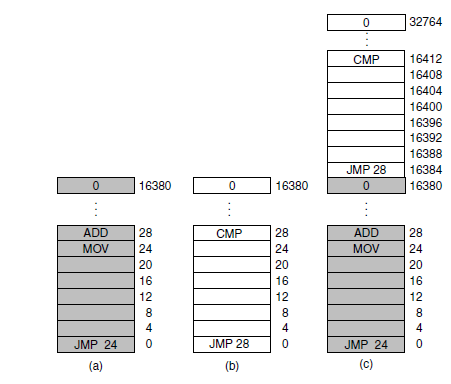 0 32764
CMP 16412
16408
16404
16400
16396
16392
16388
JMP 28 16384
0 16380 0 16380 0 16380
ADD 28 CMP 28 ADD 28
MOV 24 24 MOV 24
20 20 20
16 16 16
12 12 12
8 8 8
4 4 4
JMP 24 0 JMP 28 0 JMP 24 0
(a) (b) (c)